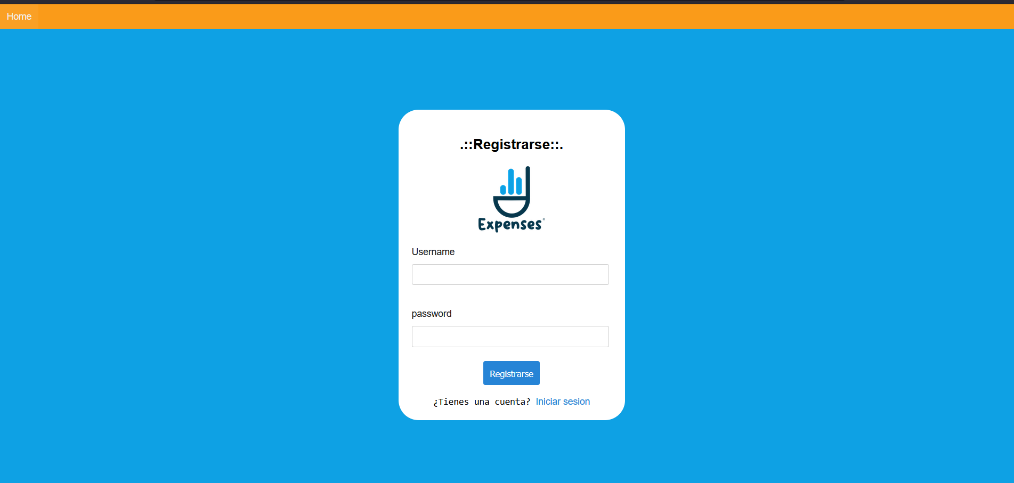 Home
.::Registrarse::.
Expenses
Username
password
Registrarse
¿Tienes una cuenta? Iniciar sesion